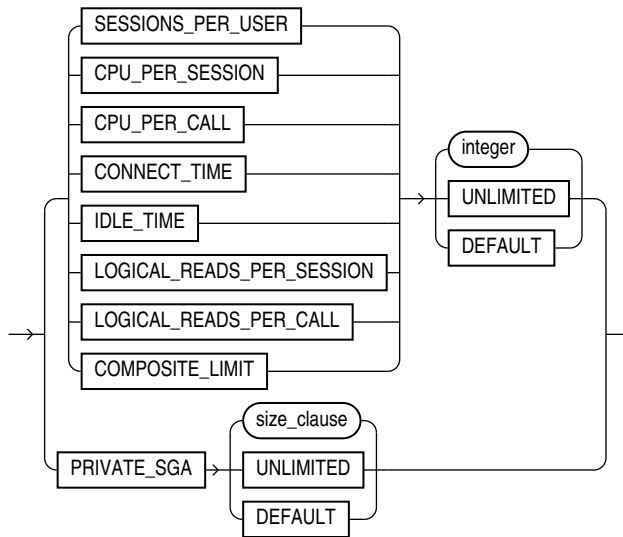 SESSIONS_PER_USER
CPU_PER_SESSION
CPU_PER_CALL
CONNECT_TIME
IDLE_TIME
LOGICAL_READS_PER_SESSION
LOGICAL_READS_PER_CALL
COMPOSITE_LIMIT
integer
UNLIMITED
DEFAULT
PRIVATE_SGA
size_clause
UNLIMITED
DEFAULT